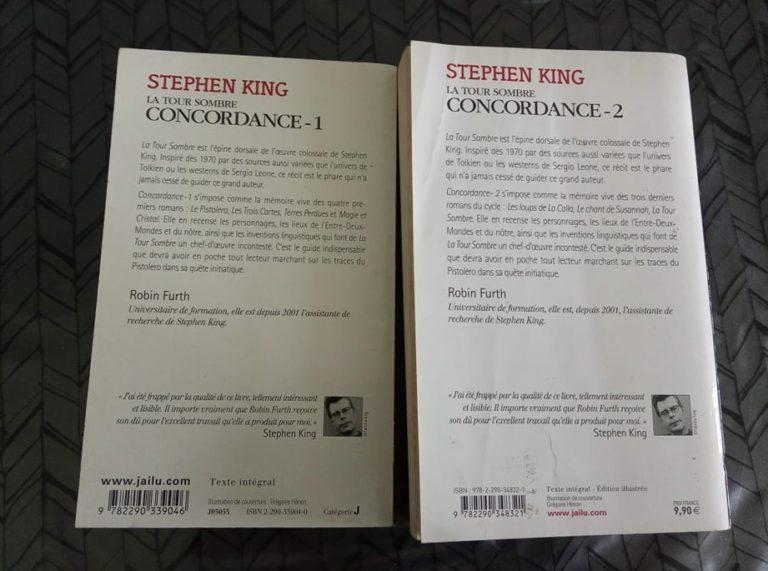 STEPHEN KING
LA TOUR SOMBRE
CONCORDANCE-1
La Tour Sombre est l'épine dorsale de l'œuvre colossale de Stephen
King. Inspiré dès 1970 par des sources aussi variées que l'univers de
Tolkien ou les westerns de Sergio Leone, ce récit est le phare qui n'a
jamais cessé de guider ce grand auteur.
Concordance-1 s'impose comme la mémoire vive des quatre pre-
miers romans : Le Pistolero, Les Trois Cartes, Terres Perdues et Magie et
Cristal. Elle en recense les personnages, les lieux de l'Entre-Deux-
Mondes et du nôtre, ainsi que les inventions linguistiques qui font de La
Tour Sombre un chef-d'œuvre incontesté. C'est le guide indispensable
que devra avoir en poche tout lecteur marchant sur les traces du
Pistolero dans sa quête initiatique.
Robin Furth
Universitaire de formation, elle est depuis 2001 l'assistante de
recherche de Stephen King.
« J'ai été frappé par la qualité de ce livre, tellement intéressant
et lisible. Il importe vraiment que Robin Furth reçoive
son dû pour l'excellent travail qu'elle a produit pour moi. »
Stephen King
www.jailu.com
Texte intégral
Illustration de couverture : Grégoire Hénon
9 782290 339046
J05055
ISBN 2-290-33904-0
Catégorie J
STEPHEN KING
LA TOUR SOMBRE
CONCORDANCE-2
La Tour Sombre est l'épine dorsale de l'œuvre colossale de Stephen
King. Inspiré dès 1970 par des sources aussi variées que l'univers
de Tolkien ou les westerns de Sergio Leone, ce récit est le phare
qui n'a jamais cessé de guider ce grand auteur.
Concordance- 2 s'impose comme la mémoire vive des trois derniers
romans du cycle : Les loups de La Calla, Le chant de Susannah, La Tour
Sombre. Elle en recense les personnages, les lieux de l'Entre-Deux-
Mondes et du nôtre, ainsi que les inventions linguistiques qui font de
La Tour Sombre un chef-d'œuvre incontesté. C'est le guide indispensable
que devra avoir en poche tout lecteur marchant sur les traces du
Pistolero dans sa quête initiatique.
Robin Furth
Universitaire de formation, elle est, depuis 2001, l'assistante de
recherche de Stephen King.
« J'ai été frappé par la qualité de ce livre, tellement intéressant
et lisible. Il importe vraiment que Robin Furth reçoive
son dû pour l'excellent travail qu'elle a produit pour moi. »
Stephen King
ISBN : 978-2-290-34832-1
Texte intégral - Édition illustrée
Illustration de couverture :
Grégoire Hénon
www.jailu.com
9 782290 348321
PRIX FRANCE
9,90 €